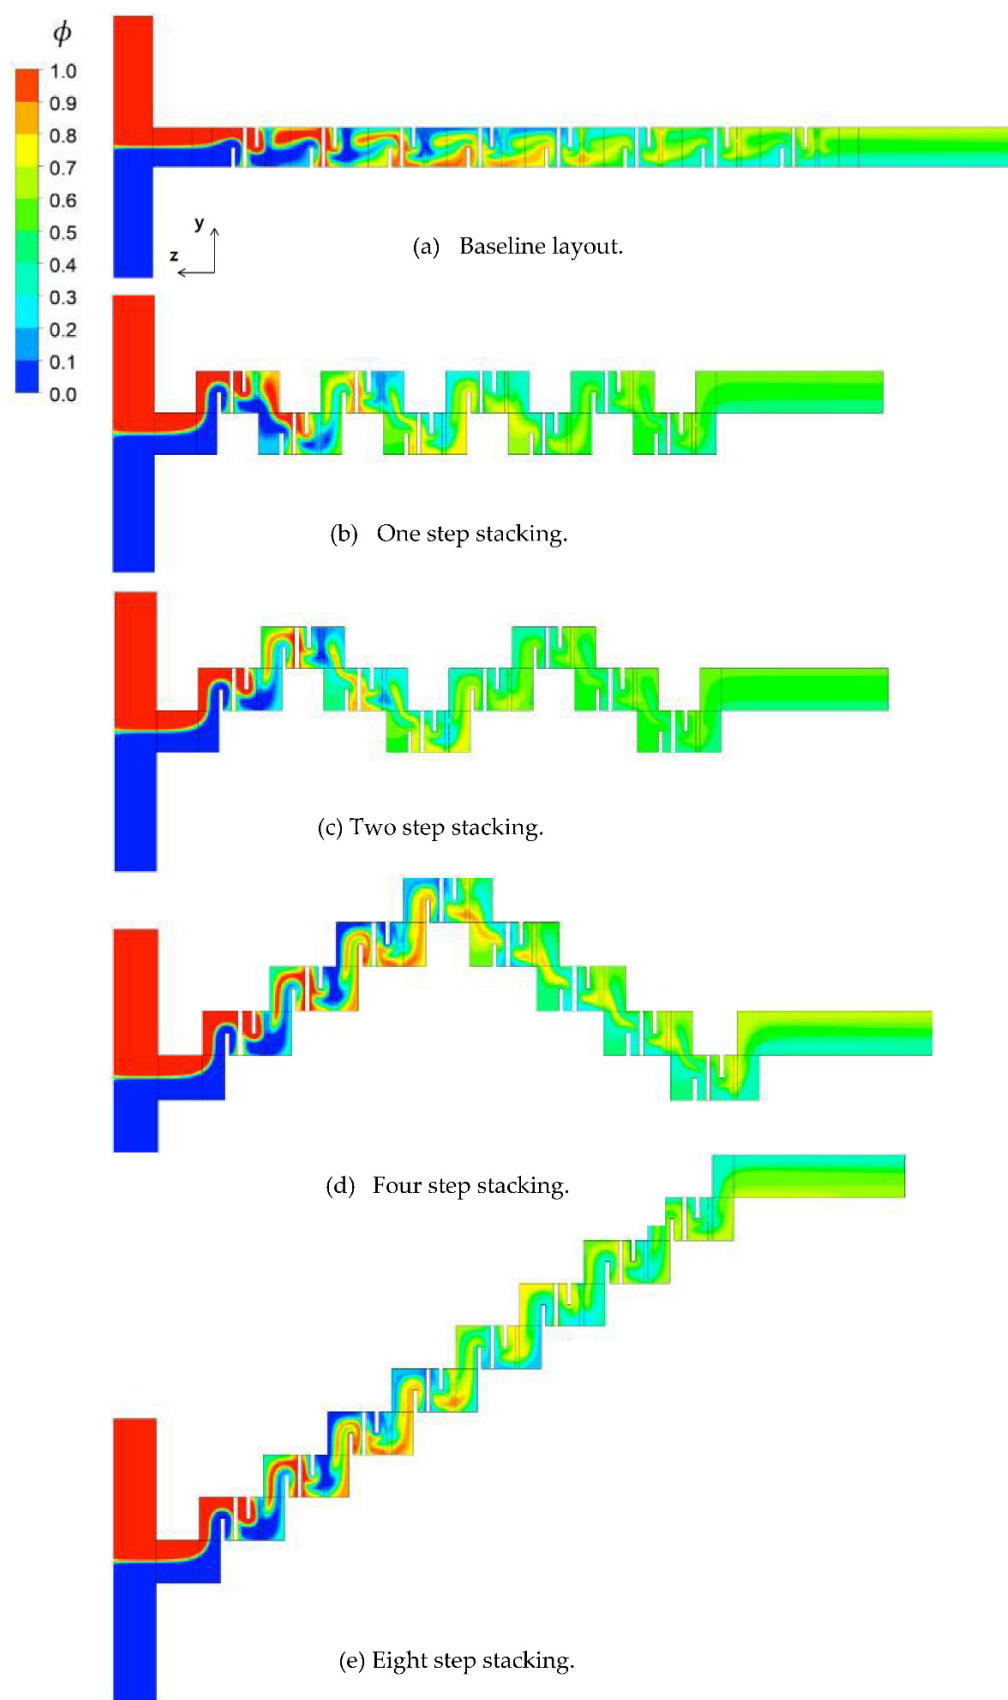 ϕ
1.0
0.9
0.8
0.7
0.6
0.5
0.4
0.3
0.2
0.1
0.0
y
z
(a) Baseline layout.
(b) One step stacking.
(c) Two step stacking.
(d) Four step stacking.
(e) Eight step stacking.